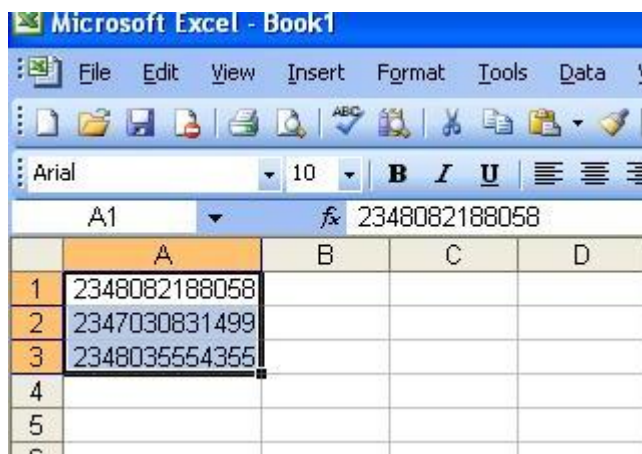 Microsoft Excel - Book1
File Edit View Insert Format Tools Data
ABC
Arial 10 B I U
A1 fx 2348082188058
A B C D
1 2348082188058
2 2347030831499
3 2348035554355
4
5